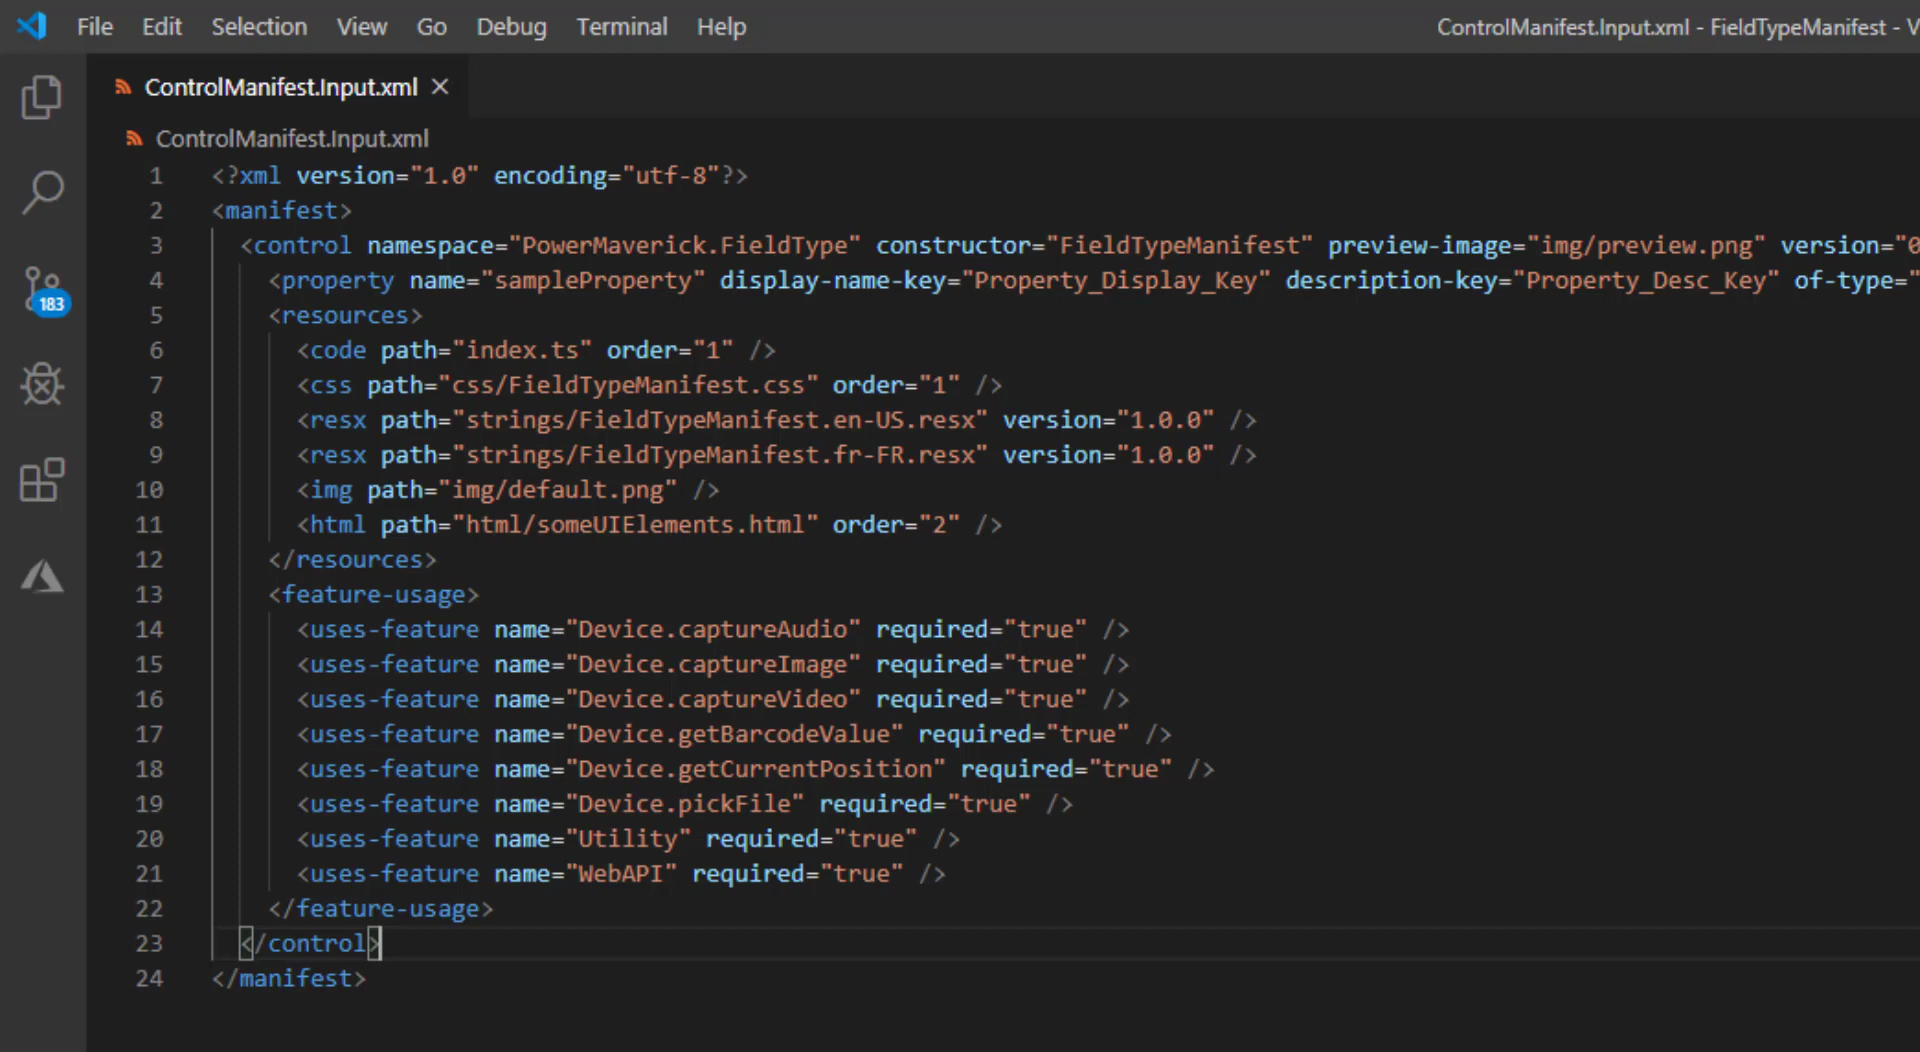 File Edit Selection View Go Debug Terminal Help
ControlManifest.Input.xml - FieldTypeManifest - V
ControlManifest.Input.xml
ControlManifest.Input.xml
1 <?xml version="1.0" encoding="utf-8"?>
2 <manifest>
3 <control namespace="PowerMaverick.FieldType" constructor="FieldTypeManifest" preview-image="img/preview.png" version="0
4 <property name="sampleProperty" display-name-key="Property_Display_Key" description-key="Property_Desc_Key" of-type="
5 <resources>
6 <code path="index.ts" order="1" />
7 <css path="css/FieldTypeManifest.css" order="1" />
8 <resx path="strings/FieldTypeManifest.en-US.resx" version="1.0.0" />
9 <resx path="strings/FieldTypeManifest.fr-FR.resx" version="1.0.0" />
10 <img path="img/default.png" />
11 <html path="html/someUIElements.html" order="2" />
12 </resources>
13 <feature-usage>
14 <uses-feature name="Device.captureAudio" required="true" />
15 <uses-feature name="Device.captureImage" required="true" />
16 <uses-feature name="Device.captureVideo" required="true" />
17 <uses-feature name="Device.getBarcodeValue" required="true" />
18 <uses-feature name="Device.getCurrentPosition" required="true" />
19 <uses-feature name="Device.pickFile" required="true" />
20 <uses-feature name="Utility" required="true" />
21 <uses-feature name="WebAPI" required="true" />
22 </feature-usage>
23 </control>
24 </manifest>
183